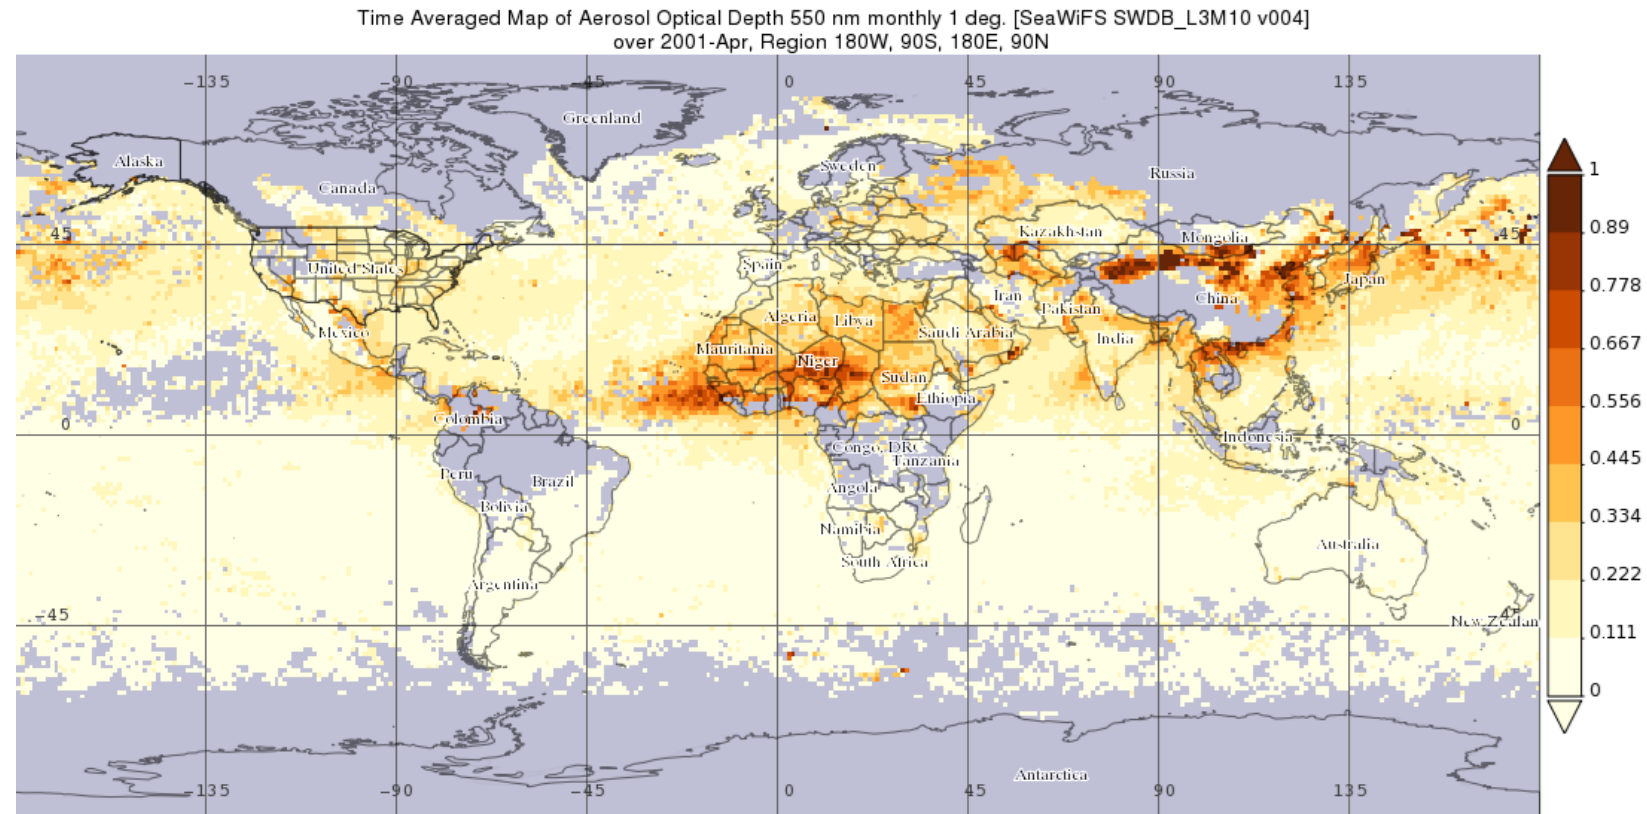 Time Averaged Map of Aerosol Optical Depth 550 nm monthly 1 deg. [SeaWiFS SWDB_L3M10 v004]
over 2001-Apr, Region 180W, 90S, 180E, 90N
-135 -90 -45 0 45 90 135
Greenland
Alaska
Sweden
Russia
Canada
1
0.89
45
Kazakhstan
Mongolia
45
United States
Spain
Japan
0.778
Iran
China
Pakistan
Algeria
Libya
Saudi Arabia
Mexico
India
0.667
Mauritania
Niger
Sudan
Ethiopia
0.556
Colombia
0
0
Indonesia
Congo, DRC
Tanzania
0.445
Peru
Brazil
Angola
Bolivia
0.334
Namibia
Australia
South Africa
0.222
Argentina
-45
-45
New Zealan
0.111
0
Antarctica
-135 -90 -45 0 45 90 135